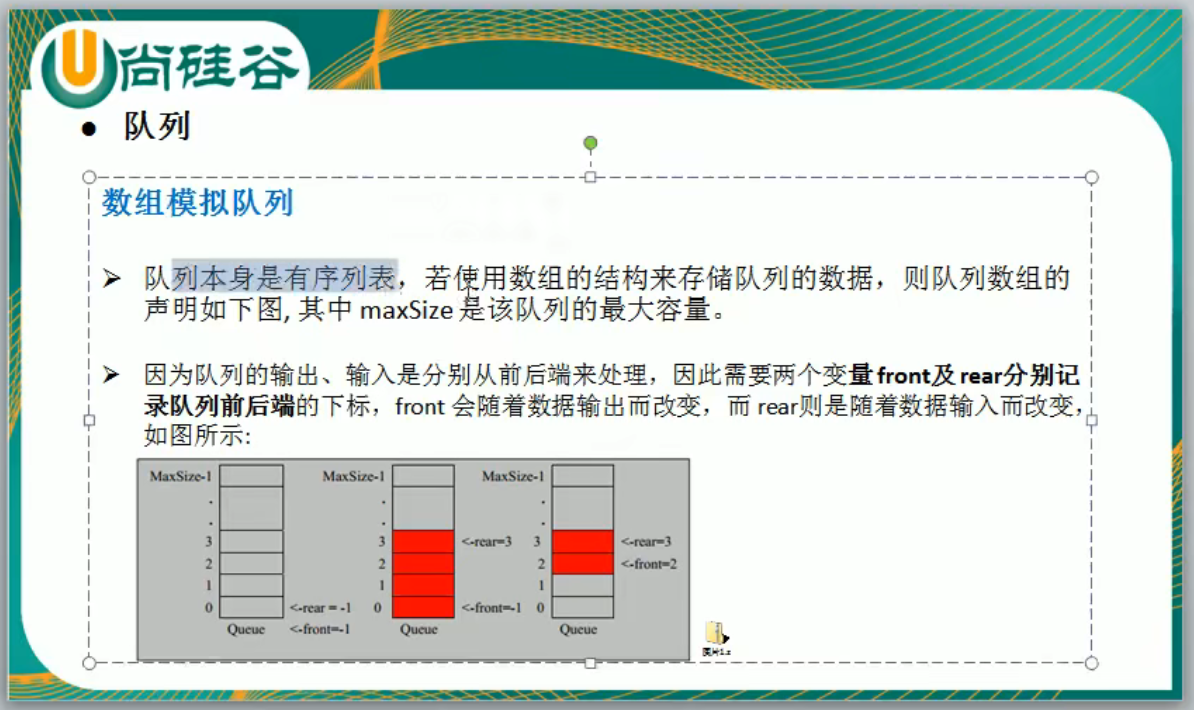 尚硅谷
● 队列
数组模拟队列
➢ 队列本身是有序列表，若使用数组的结构来存储队列的数据，则队列数组的
声明如下图, 其中 maxSize 是该队列的最大容量。
➢ 因为队列的输出、输入是分别从前后端来处理，因此需要两个变量 front及 rear分别记
录队列前后端的下标，front 会随着数据输出而改变，而 rear则是随着数据输入而改变，
如图所示:
MaxSize-1 MaxSize-1 MaxSize-1
. . .
. . .
3 3 <-rear=3 3 <-rear=3
2 2 2 <-front=2
1 1 1
0 <-rear = -1 0 <-front=-1 0
Queue <-front=-1 Queue Queue